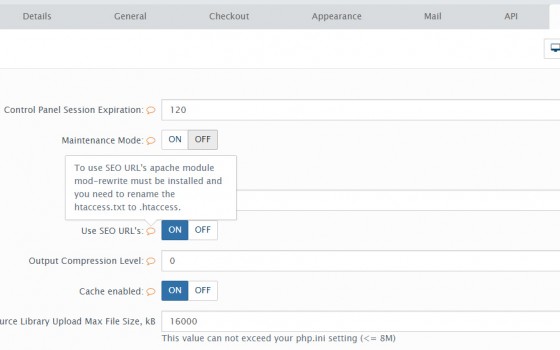 Details General Checkout Appearance Mail API
Control Panel Session Expiration: 120
Maintenance Mode: ON OFF
To use SEO URL's apache module
mod-rewrite must be installed and
you need to rename the
htaccess.txt to .htaccess.
Use SEO URL's: ON OFF
Output Compression Level: 0
Cache enabled: ON OFF
urce Library Upload Max File Size, kB 16000
This value can not exceed your php.ini setting (<= 8M)